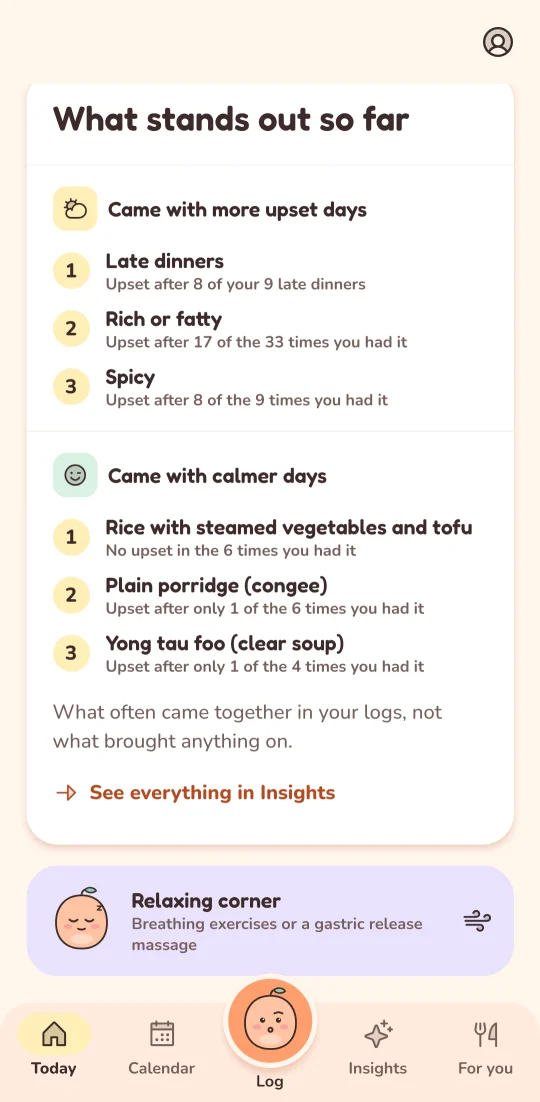 What stands out so far
Came with more upset days
1
Late dinners
Upset after 8 of your 9 late dinners
2
Rich or fatty
Upset after 17 of the 33 times you had it
3
Spicy
Upset after 8 of the 9 times you had it
Came with calmer days
1
Rice with steamed vegetables and tofu
No upset in the 6 times you had it
2
Plain porridge (congee)
Upset after only 1 of the 6 times you had it
3
Yong tau foo (clear soup)
Upset after only 1 of the 4 times you had it
What often came together in your logs, not
what brought anything on.
See everything in Insights
Relaxing corner
Breathing exercises or a gastric release
massage
Today
Calendar
Log
Insights
For you